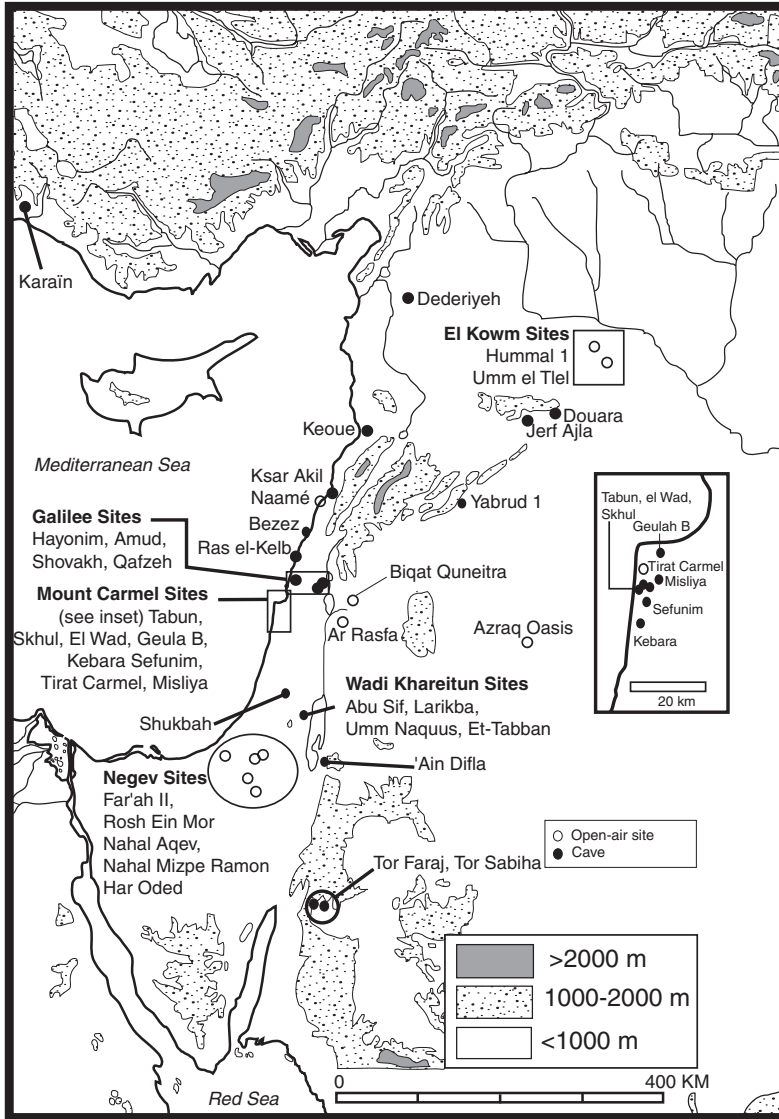 Karaïn
Dederiyeh
El Kowm Sites
Hummal 1
Umm el Tlel
Douara
Jerf Ajla
Keoue
Mediterranean Sea
Ksar Akil
Naamé
Yabrud 1
Bezez
Galilee Sites
Hayonim, Amud,
Shovakh, Qafzeh
Ras el-Kelb
Tabun, el Wad,
Skhul
Geulah B
Tirat Carmel
Misliya
Sefunim
Kebara
20 km
Mount Carmel Sites
(see inset) Tabun,
Skhul, El Wad, Geula B,
Kebara Sefunim,
Tirat Carmel, Misliya
Biqat Quneitra
Ar Rasfa
Azraq Oasis
Shukbah
Wadi Khareitun Sites
Abu Sif, Larikba,
Umm Naquus, Et-Tabban
'Ain Difla
Negev Sites
Far'ah II,
Rosh Ein Mor
Nahal Aqev,
Nahal Mizpe Ramon
Har Oded
Open-air site
Cave
Tor Faraj, Tor Sabiha
>2000 m
1000-2000 m
<1000 m
Red Sea
0 400 KM